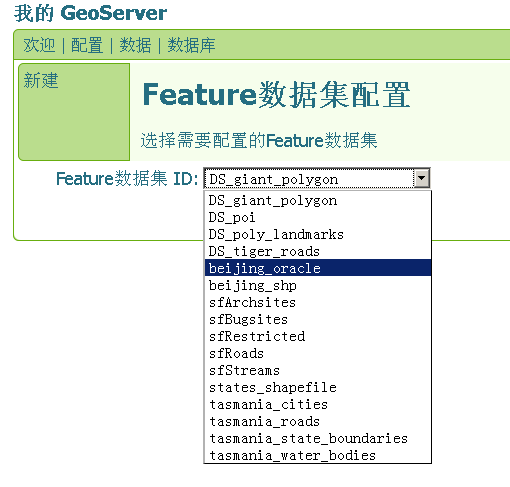 我的 GeoServer
欢迎 | 配置 | 数据 | 数据库
新建
Feature数据集配置
选择需要配置的Feature数据集
Feature数据集 ID: DS_giant_polygon
DS_giant_polygon
DS_poi
DS_poly_landmarks
DS_tiger_roads
beijing_oracle
beijing_shp
sfArchsites
sfBugsites
sfRestricted
sfRoads
sfStreams
states_shapefile
tasmania_cities
tasmania_roads
tasmania_state_boundaries
tasmania_water_bodies